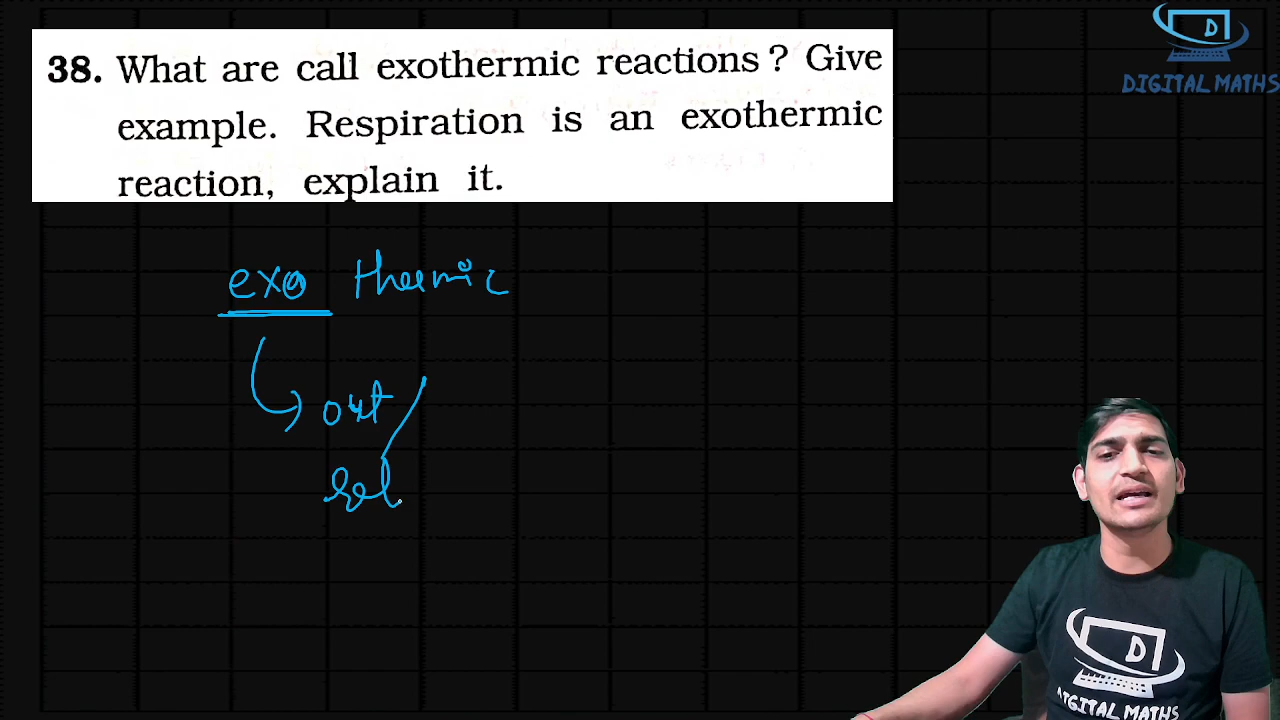 D
DIGITAL MATHS
38. What are call exothermic reactions ? Give
example. Respiration is an exothermic
reaction, explain it.
exo thermic
out /
rel
D
DIGITAL MATHS